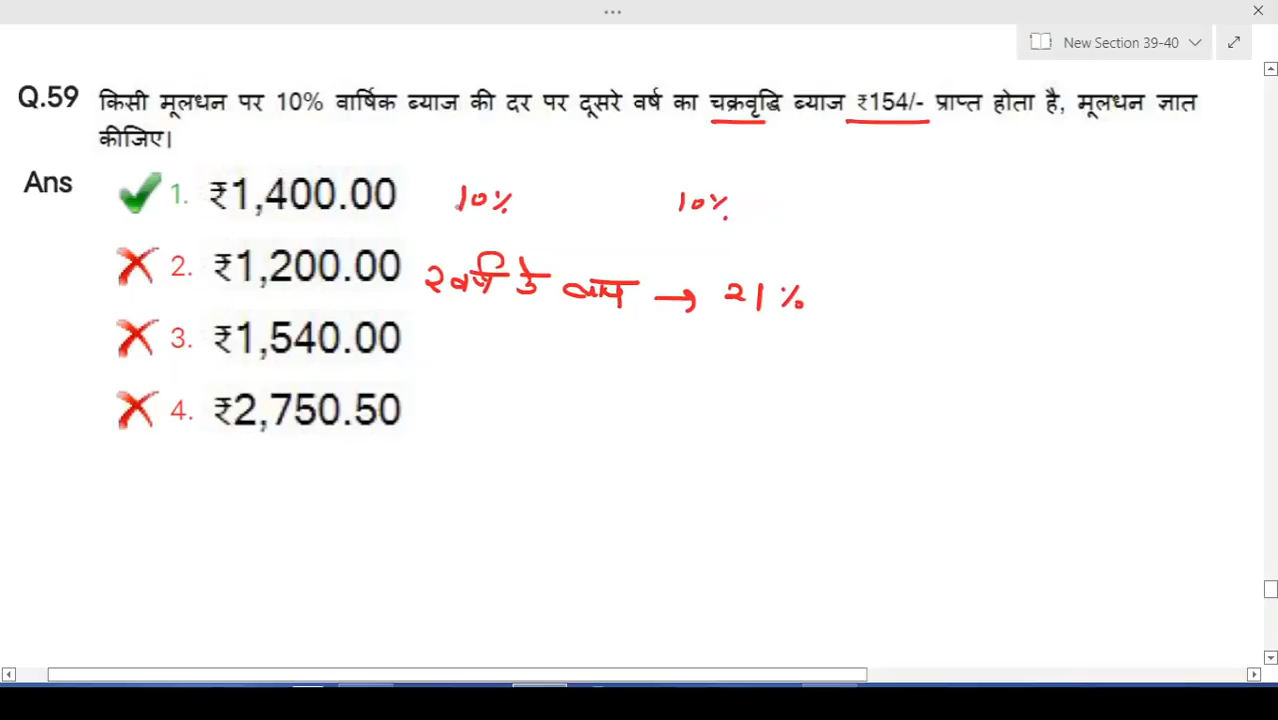 New Section 39-40
Q.59 किसी मूलधन पर 10% वार्षिक ब्याज की दर पर दूसरे वर्ष का चक्रवृद्धि ब्याज ₹154/- प्राप्त होता है, मूलधन ज्ञात
कीजिए।
Ans 1. ₹1,400.00
10% 10%
2. ₹1,200.00
2 वर्ष के → 21%
3. ₹1,540.00
4. ₹2,750.50